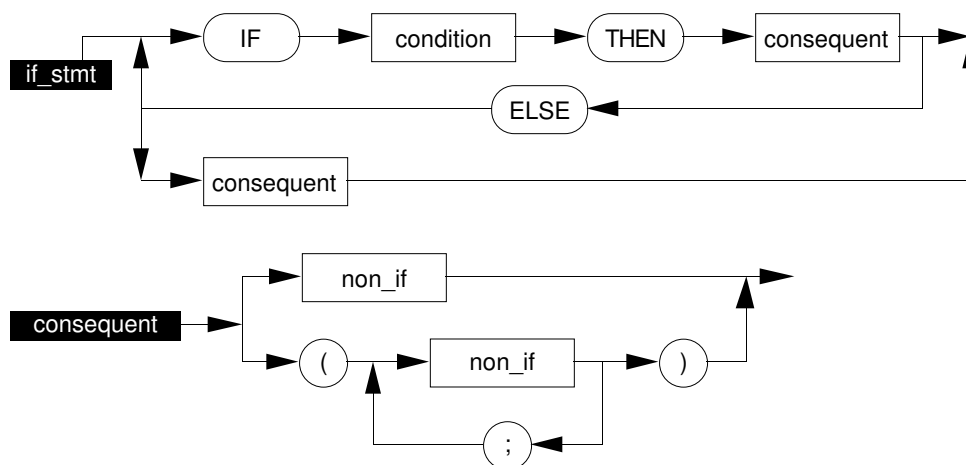 IF condition THEN consequent
if_stmt
ELSE
consequent
non_if
consequent
( non_if )
;